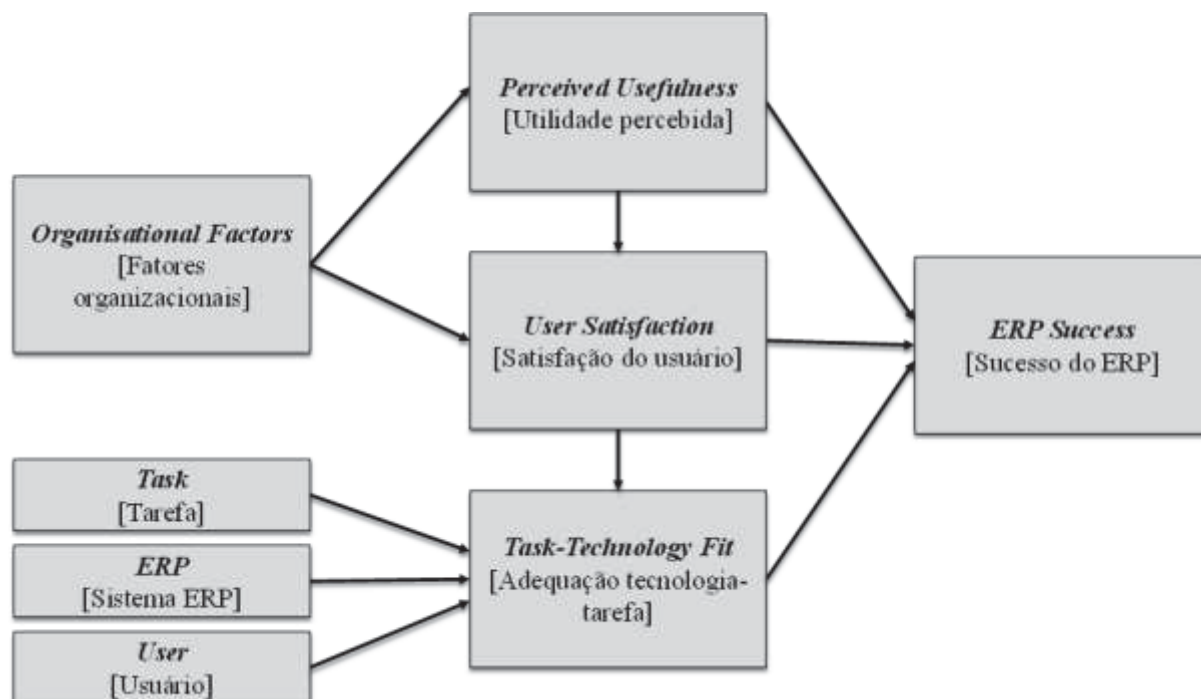 Perceived Usefulness
[Utilidade percebida]
Organisational Factors
[Fatores
organizacionais]
User Satisfaction
[Satisfação do usuário]
ERP Success
[Sucesso do ERP]
Task
[Tarefa]
ERP
[Sistema ERP]
User
[Usuário]
Task-Technology Fit
[Adequação tecnologia-
tarefa]